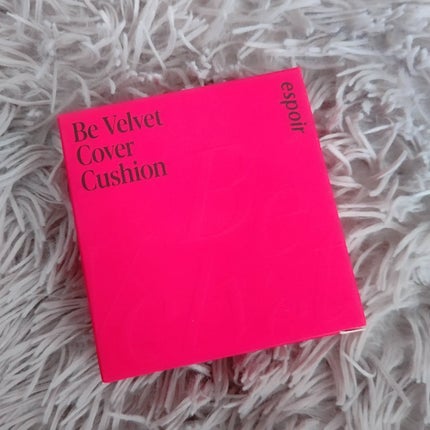 Be Velvet
Cover
Cushion
espoir